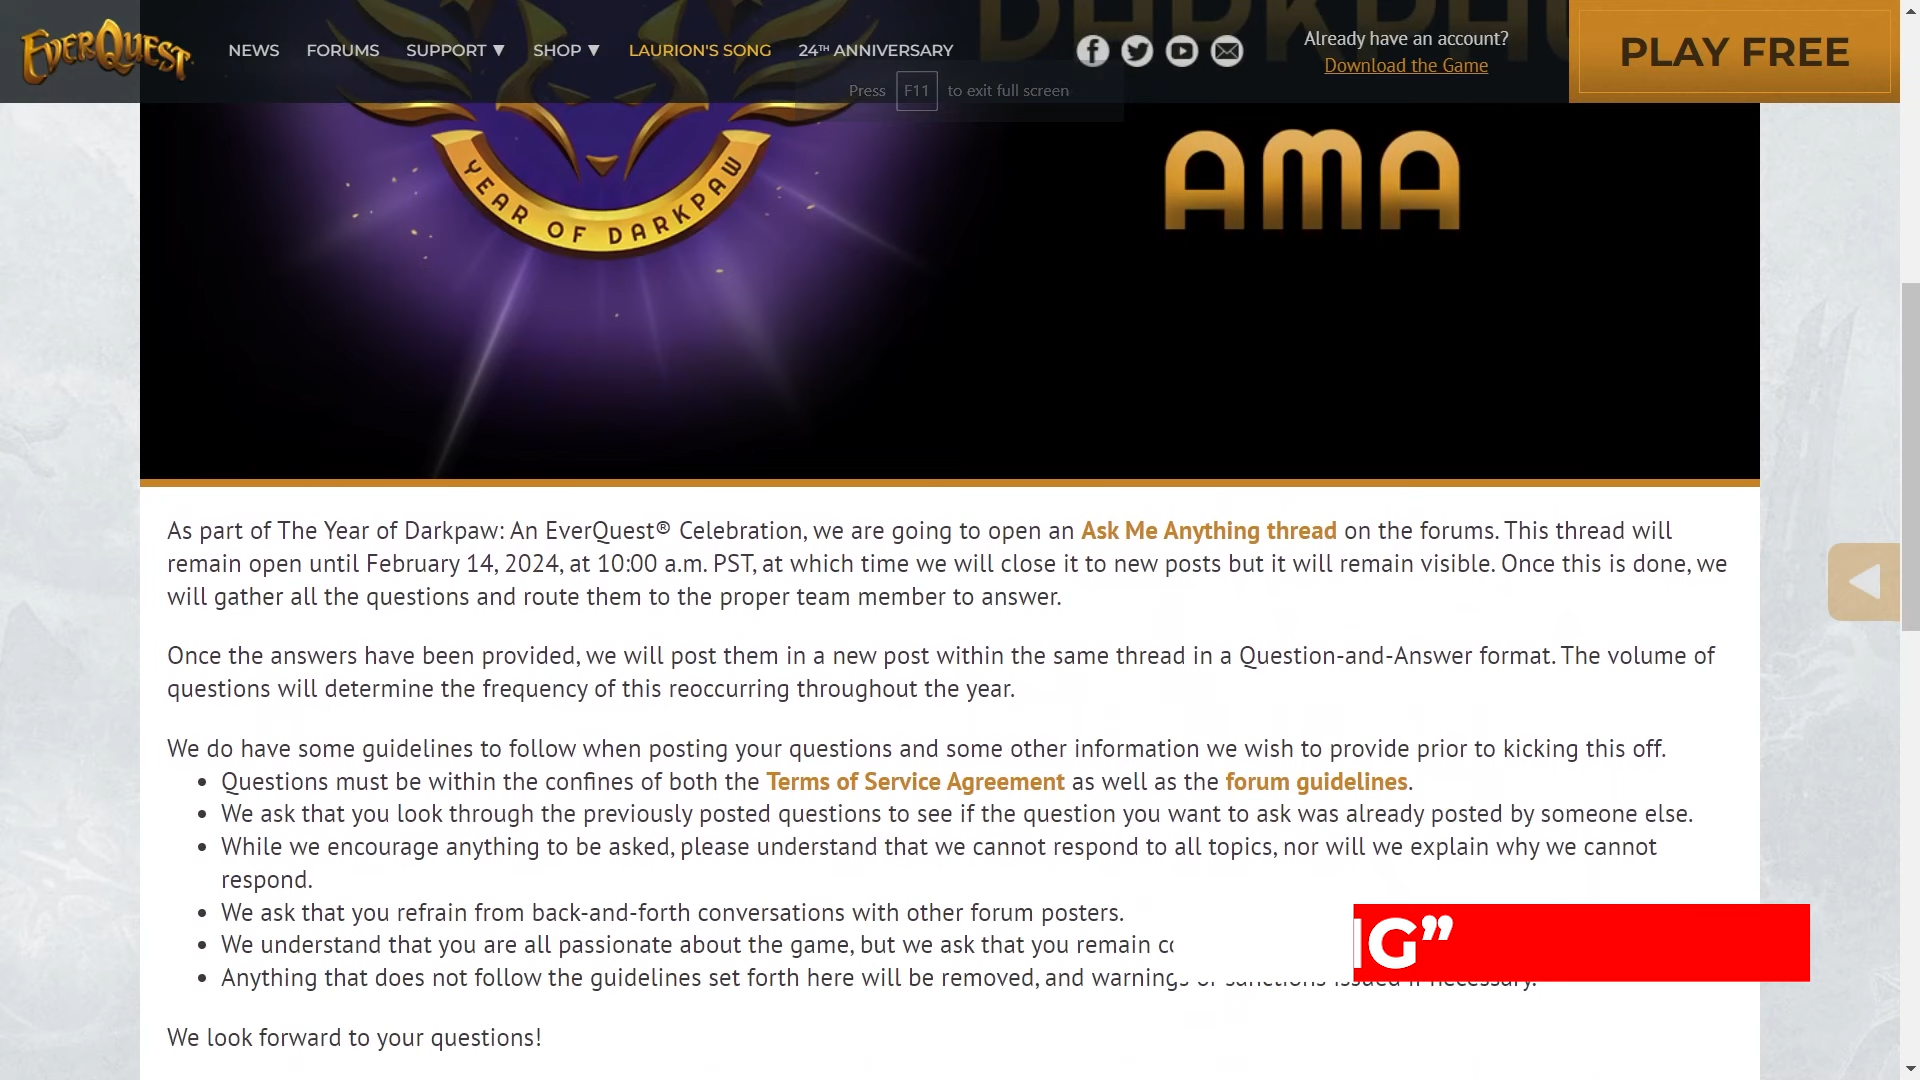 EVERQUEST
NEWS FORUMS SUPPORT ▼ SHOP ▼ LAURION'S SONG 24TH ANNIVERSARY
Already have an account?
Download the Game
PLAY FREE
Press F11 to exit full screen
YEAR OF DARKPAW
AMA
As part of The Year of Darkpaw: An EverQuest® Celebration, we are going to open an Ask Me Anything thread on the forums. This thread will
remain open until February 14, 2024, at 10:00 a.m. PST, at which time we will close it to new posts but it will remain visible. Once this is done, we
will gather all the questions and route them to the proper team member to answer.
Once the answers have been provided, we will post them in a new post within the same thread in a Question-and-Answer format. The volume of
questions will determine the frequency of this reoccurring throughout the year.
We do have some guidelines to follow when posting your questions and some other information we wish to provide prior to kicking this off.
• Questions must be within the confines of both the Terms of Service Agreement as well as the forum guidelines.
• We ask that you look through the previously posted questions to see if the question you want to ask was already posted by someone else.
• While we encourage anything to be asked, please understand that we cannot respond to all topics, nor will we explain why we cannot
respond.
• We ask that you refrain from back-and-forth conversations with other forum posters.
• We understand that you are all passionate about the game, but we ask that you remain
G”
• Anything that does not follow the guidelines set forth here will be removed, and warnings or sanctions issued if necessary.
We look forward to your questions!